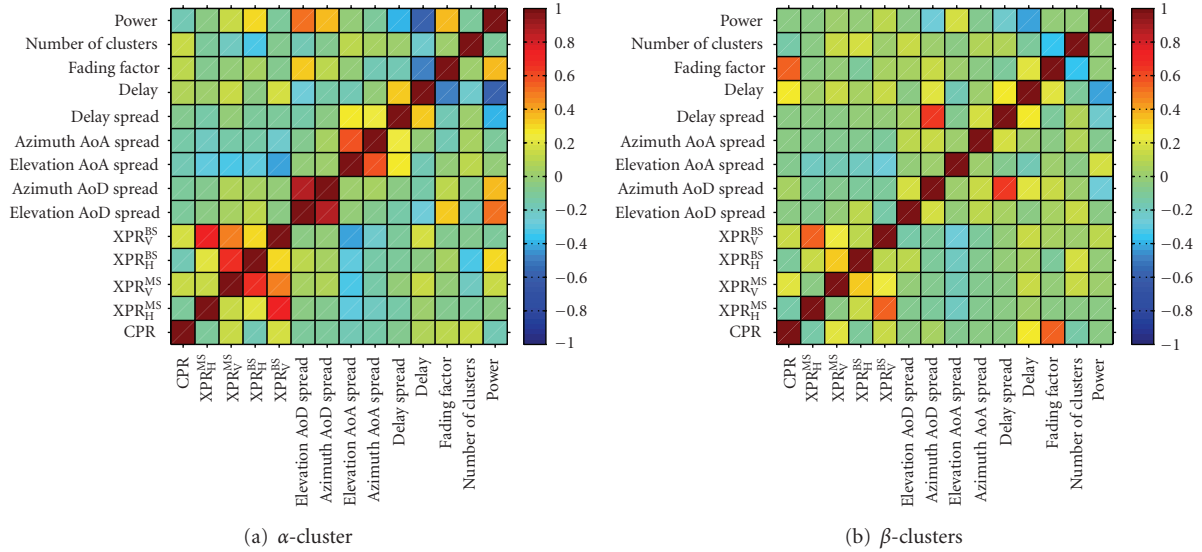 Power
Number of clusters
Fading factor
Delay
Delay spread
Azimuth AoA spread
Elevation AoA spread
Azimuth AoD spread
Elevation AoD spread
XPR_V^BS
XPR_H^BS
XPR_V^MS
XPR_H^MS
CPR
CPR
XPR_H^MS
XPR_V^MS
XPR_H^BS
XPR_V^BS
Elevation AoD spread
Azimuth AoD spread
Elevation AoA spread
Azimuth AoA spread
Delay spread
Delay
Fading factor
Number of clusters
Power
1
0.8
0.6
0.4
0.2
0
−0.2
−0.4
−0.6
−0.8
−1
(a) α-cluster
Power
Number of clusters
Fading factor
Delay
Delay spread
Azimuth AoA spread
Elevation AoA spread
Azimuth AoD spread
Elevation AoD spread
XPR_V^BS
XPR_H^BS
XPR_V^MS
XPR_H^MS
CPR
CPR
XPR_H^MS
XPR_V^MS
XPR_H^BS
XPR_V^BS
Elevation AoD spread
Azimuth AoD spread
Elevation AoA spread
Azimuth AoA spread
Delay spread
Delay
Fading factor
Number of clusters
Power
1
0.8
0.6
0.4
0.2
0
−0.2
−0.4
−0.6
−0.8
−1
(b) β-clusters